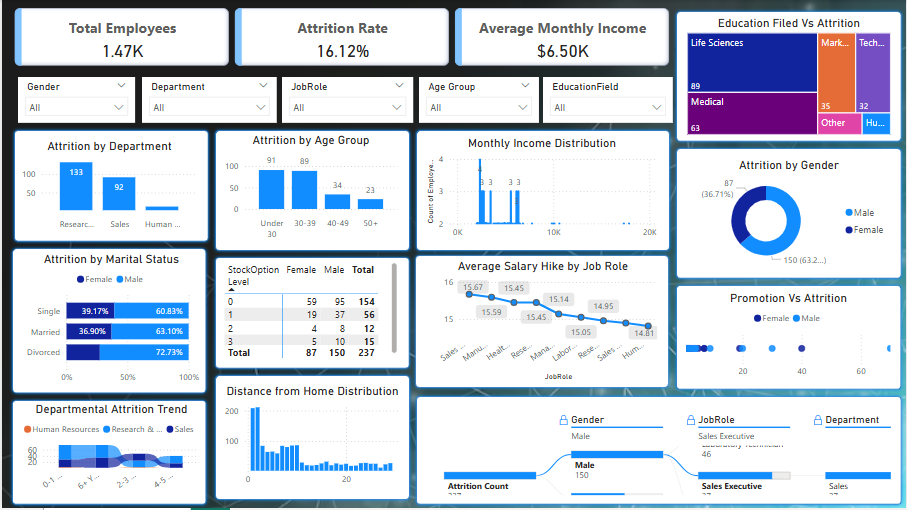 Total Employees
1.47K
Attrition Rate
16.12%
Average Monthly Income
$6.50K
Gender
All
Department
All
JobRole
All
Age Group
All
EducationField
All
Education Filed Vs Attrition
Life Sciences
89
Medical
63
Mark...
35
Tech...
32
Other
Hu...
Attrition by Department
100
50
133
92
Researc...
Sales
Human ...
Attrition by Age Group
100
50
0
91
89
34
23
Under 30
30-39
40-49
50+
Monthly Income Distribution
Count of Employe..
4
3
2
4
3
3
3
3
0K
10K
20K
Attrition by Gender
87
(36.71%)
150 (63.2...)
Male
Female
Attrition by Marital Status
Female
Male
Single
39.17%
60.83%
Married
36.90%
63.10%
Divorced
72.73%
0%
50%
100%
StockOption Level
Female
Male
Total
0 59 95 154
1 19 37 56
2 4 8 12
3 5 10 15
Total 87 150 237
Average Salary Hike by Job Role
16
15
15.67
15.59
15.45
15.45
15.14
15.05
14.95
14.81
Sales ...
Manu...
Healt...
Rese...
Mana...
Labor...
Rese...
Sales ...
Hum...
JobRole
Promotion Vs Attrition
Female
Male
20
40
60
Departmental Attrition Trend
Human Resources
Research & ...
Sales
60
40
20
0-1 ...
6+ Y...
2-3 ...
4-5 ...
Distance from Home Distribution
200
100
0
20
Gender
Male
JobRole
Sales Executive
Department
Laboratory Technician
46
Attrition Count
237
Male
150
Sales Executive
37
Sales
37